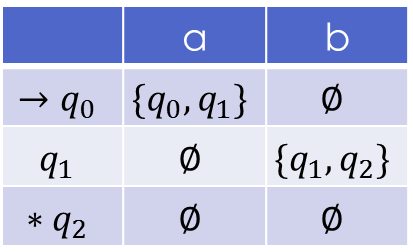 a b
→ q₀ {q₀, q₁} ∅
q₁ ∅ {q₁, q₂}
* q₂ ∅ ∅